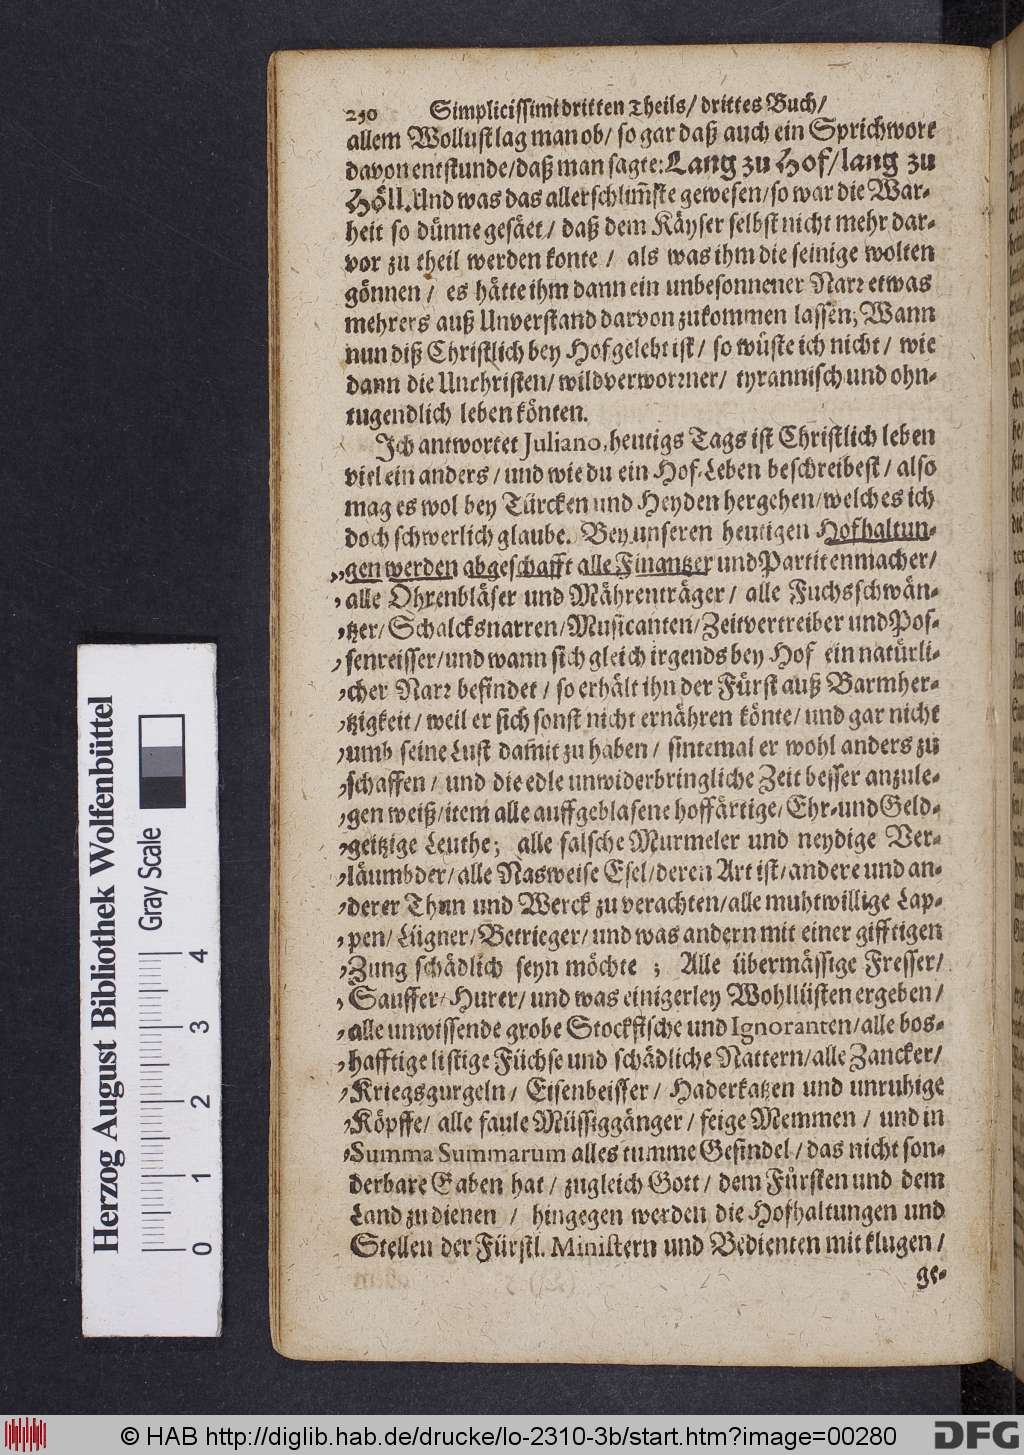 250 Simplicissimi dritten Theils/ drittes Buch/
allem Wollust lag man ob/ so gar daß auch ein Sprichwort
davon entstunde/daß man sagte: Lang zu Hof/lang zu
Höll. Und was das allerschlim̃ste gewesen/so war die War-
heit so dünne gesäet/ daß dem Käyser selbst nicht mehr dar-
vor zu theil werden konte / als was ihm die seinige wolten
gönnen / es hätte ihm dann ein unbesonnener Narr etwas
mehrers auß Unverstand darvon zukommen lassen; Wann
nun diß Christlich bey Hof gelebt ist/ so wüste ich nicht/ wie
dann die Unchristen/ wild verworrner/ tyrannisch und ohn-
tugendlich leben könten.
Ich antwortet Juliano, heutigs Tags ist Christlich leben
viel ein anders / und wie du ein Hof-Leben beschreibest / also
mag es wol bey Türcken und Heyden hergehen/welches ich
doch schwerlich glaube. Bey unseren heutigen Hofhaltun-
„gen werden abgeschafft alle Finantzer und Partitenmacher/
, alle Ohrenbläser und Mährenträger/ alle Fuchsschwän-
,tzer/ Schalcksnarren/ Musicanten/ Zeitvertreiber und Pos-
, senreisser/und wann sich gleich irgends bey Hof ein natürli-
,cher Narr befindet / so erhält ihn der Fürst auß Barmher-
,tzigkeit/ weil er sich sonst nicht ernähren könte/ und gar nicht
,umb seine Lust damit zu haben / sintemal er wohl anders zu
,schaffen / und die edle unwiderbringliche Zeit besser anzule-
,gen weiß/item alle auffgeblasene hoffärtige/ Ehr- und Geld-
,geitzige Leuthe; alle falsche Murmeler und neydige Ver-
,läumbder/ alle Nasweise Esel/deren Art ist/ andere und an-
,derer Thun und Werck zu verachten/alle muhtwillige Lap-
, pen/ Lügner/ Betrieger/ und was andern mit einer gifftigen
,Zung schädlich seyn möchte ; Alle übermässige Fresser/
, Sauffer/ Hurer/ und was einigerley Wohllüsten ergeben/
, alle unwissende grobe Stockfische und Ignoranten/alle bos-
,hafftige listige Füchse und schädliche Nattern/alle Zancker/
,Kriegsgurgeln/ Eisenbeisser/ Haderkatzen und unruhige
,Köpffe/ alle faule Müssiggänger/ feige Memmen / und in
,Summa Summarum alles tumme Gesindel / das nicht son-
derbare Gaben hat / zugleich Gott / dem Fürsten und dem
Land zu dienen / hingegen werden die Hofhaltungen und
Stellen der Fürstl. Ministern und Bedienten mit klugen /
ge-
Herzog August Bibliothek Wolfenbüttel
Gray Scale
0 1 2 3 4
© HAB http://diglib.hab.de/drucke/lo-2310-3b/start.htm?image=00280
DFG